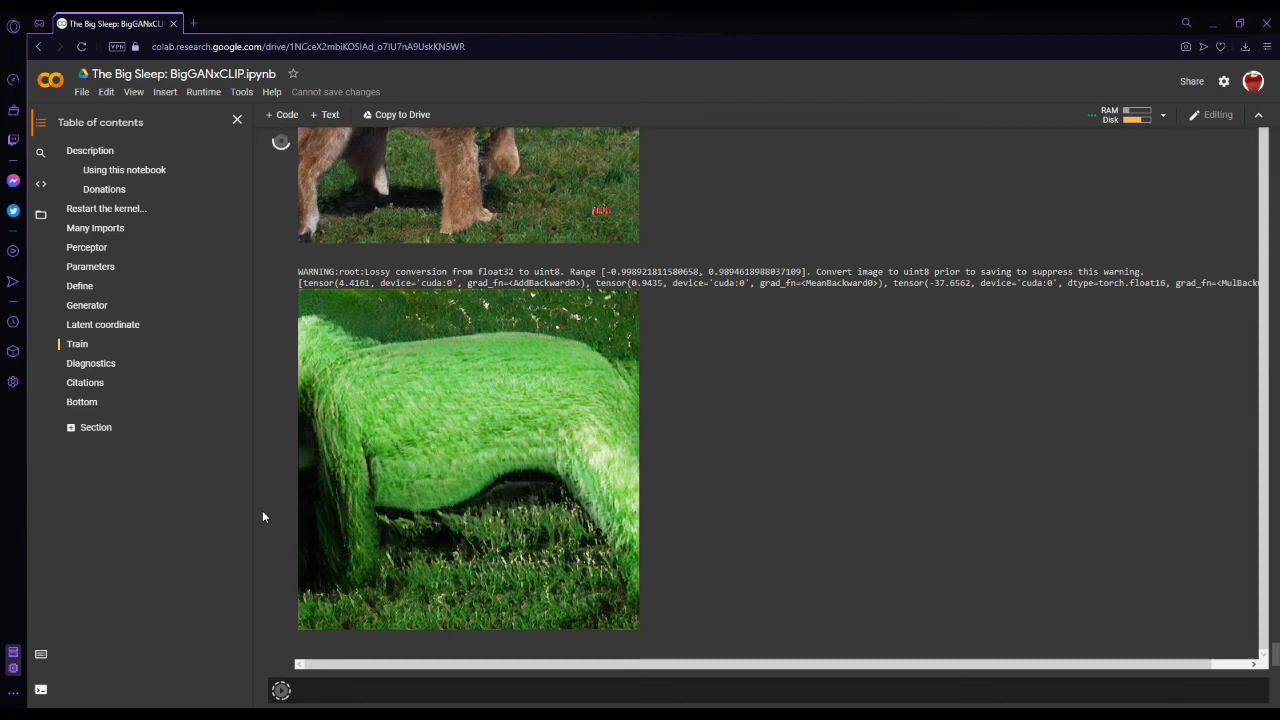 The Big Sleep: BigGANxCLI
VPN
colab.research.google.com/drive/1NCceX2mbiKOSlAd_o7IU7nA9UskKN5WR
The Big Sleep: BigGANxCLIP.ipynb
File Edit View Insert Runtime Tools Help Cannot save changes
Share
Table of contents
+ Code + Text Copy to Drive
RAM
Disk
Editing
Description
Using this notebook
Donations
Restart the kernel...
Many Imports
Perceptor
Parameters
Define
Generator
Latent coordinate
Train
Diagnostics
Citations
Bottom
Section
WARNING:root:Lossy conversion from float32 to uint8. Range [-0.998921811580658, 0.9894618988037109]. Convert image to uint8 prior to saving to suppress this warning.
[tensor(4.4161, device='cuda:0', grad_fn=<AddBackward0>), tensor(0.9435, device='cuda:0', grad_fn=<MeanBackward0>), tensor(-37.6562, device='cuda:0', dtype=torch.float16, grad_fn=<MulBackw